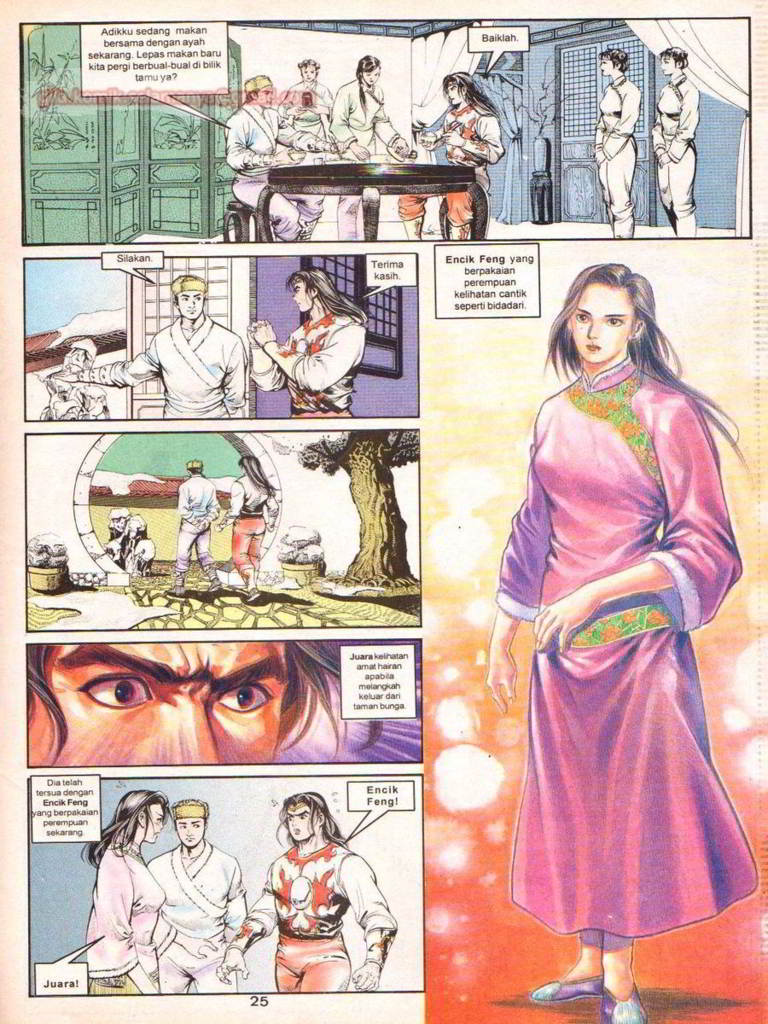 Adikku sedang makan
bersama dengan ayah
sekarang. Lepas makan baru
kita pergi berbual-bual di bilik
tamu ya?
Baiklah.
Silakan.
Terima
kasih.
Encik Feng yang
berpakaian
perempuan
kelihatan cantik
seperti bidadari.
Juara kelihatan
amat hairan
apabila
melangkah
keluar dari
taman bunga.
Dia telah
tersua dengan
Encik Feng
yang berpakaian
perempuan
sekarang.
Encik
Feng!
Juara!
25